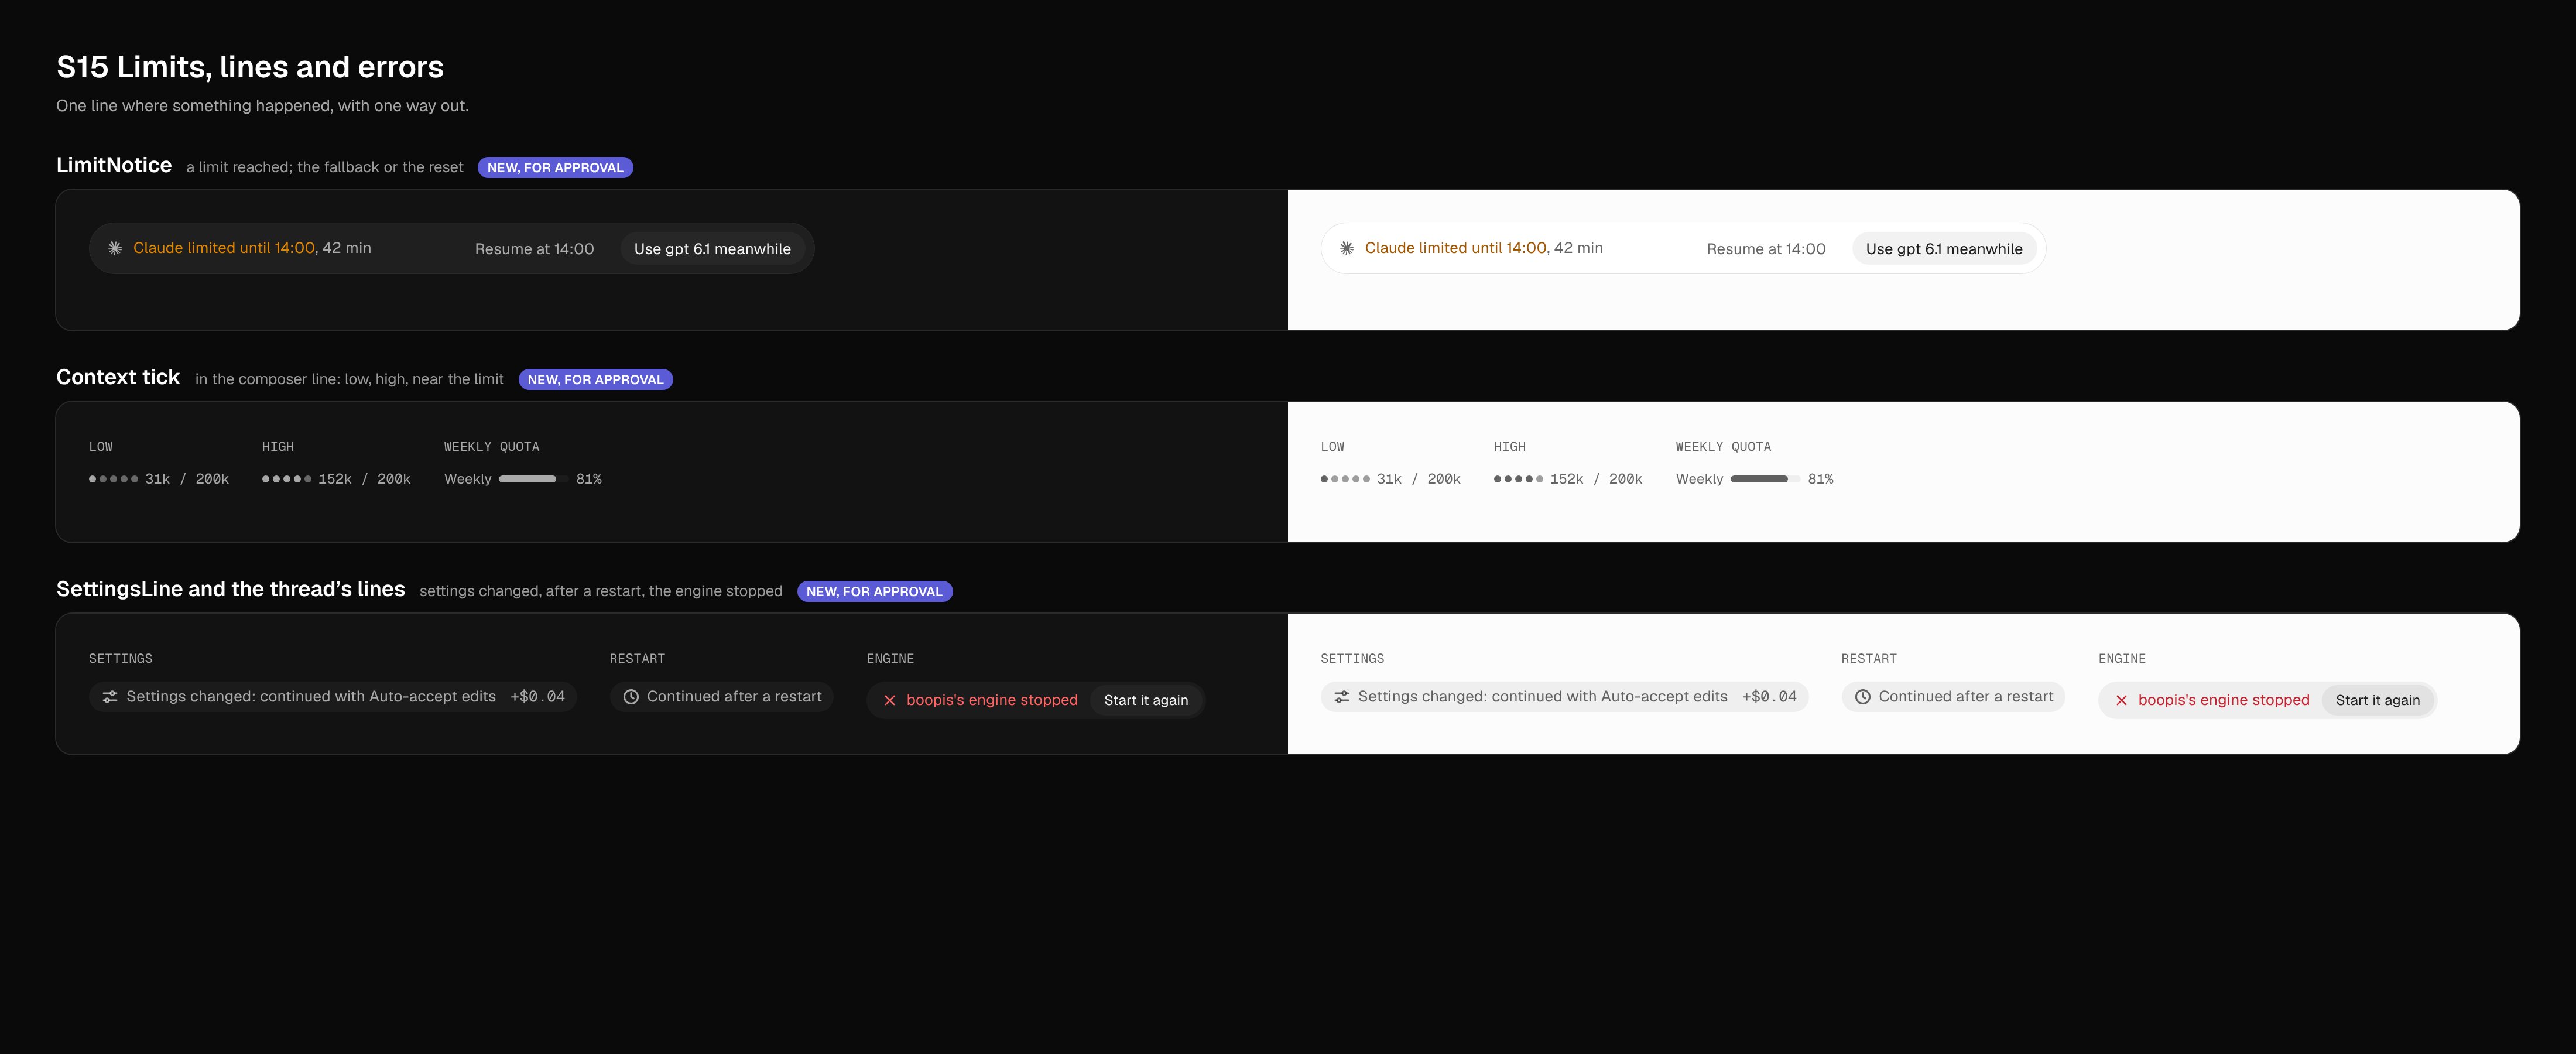 S15 Limits, lines and errors
One line where something happened, with one way out.
LimitNotice a limit reached; the fallback or the reset NEW, FOR APPROVAL
Claude limited until 14:00, 42 min Resume at 14:00 Use gpt 6.1 meanwhile
Claude limited until 14:00, 42 min Resume at 14:00 Use gpt 6.1 meanwhile
Context tick in the composer line: low, high, near the limit NEW, FOR APPROVAL
LOW HIGH WEEKLY QUOTA
31k / 200k 152k / 200k Weekly 81%
LOW HIGH WEEKLY QUOTA
31k / 200k 152k / 200k Weekly 81%
SettingsLine and the thread’s lines settings changed, after a restart, the engine stopped NEW, FOR APPROVAL
SETTINGS RESTART ENGINE
Settings changed: continued with Auto-accept edits +$0.04 Continued after a restart boopis's engine stopped Start it again
SETTINGS RESTART ENGINE
Settings changed: continued with Auto-accept edits +$0.04 Continued after a restart boopis's engine stopped Start it again